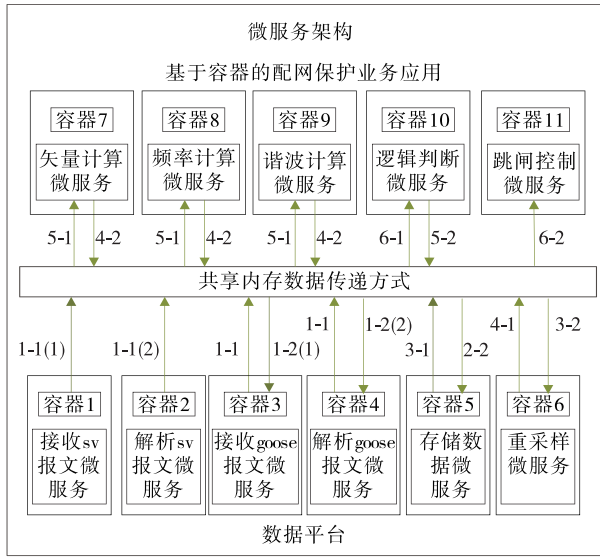 微服务架构
基于容器的配网保护业务应用
容器7
容器8
容器9
容器10
容器11
矢量计算
微服务
频率计算
微服务
谐波计算
微服务
逻辑判断
微服务
跳闸控制
微服务
5-1
4-2
5-1
4-2
5-1
4-2
6-1
5-2
6-2
共享内存数据传递方式
1-1(1)
1-1(2)
1-1
1-2(1)
1-1
1-2(2)
3-1
2-2
4-1
3-2
容器1
容器2
容器3
容器4
容器5
容器6
接收sv
报文微
服务
解析sv
报文微
服务
接收goose
报文微
服务
解析goose
报文微
服务
存储数
据微
服务
重采样
微服务
数据平台